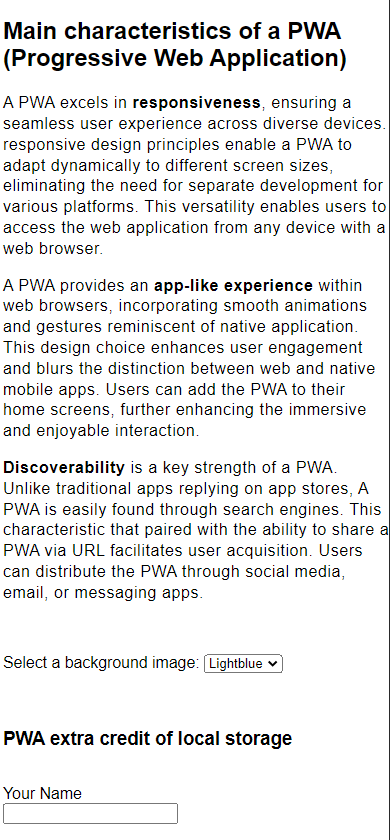 Main characteristics of a PWA
(Progressive Web Application)
A PWA excels in responsiveness, ensuring a
seamless user experience across diverse devices.
responsive design principles enable a PWA to
adapt dynamically to different screen sizes,
eliminating the need for separate development for
various platforms. This versatility enables users to
access the web application from any device with a
web browser.
A PWA provides an app-like experience within
web browsers, incorporating smooth animations
and gestures reminiscent of native application.
This design choice enhances user engagement
and blurs the distinction between web and native
mobile apps. Users can add the PWA to their
home screens, further enhancing the immersive
and enjoyable interaction.
Discoverability is a key strength of a PWA.
Unlike traditional apps replying on app stores, A
PWA is easily found through search engines. This
characteristic that paired with the ability to share a
PWA via URL facilitates user acquisition. Users
can distribute the PWA through social media,
email, or messaging apps.
Select a background image: Lightblue
PWA extra credit of local storage
Your Name